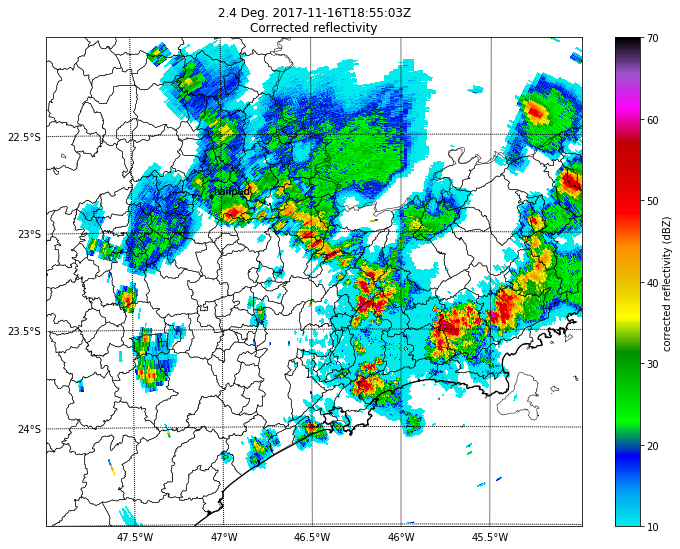 2.4 Deg. 2017-11-16T18:55:03Z
Corrected reflectivity
22.5°S
23°S
23.5°S
24°S
47.5°W
47°W
46.5°W
46°W
45.5°W
hailpad
70
60
50
40
30
20
10
corrected reflectivity (dBZ)